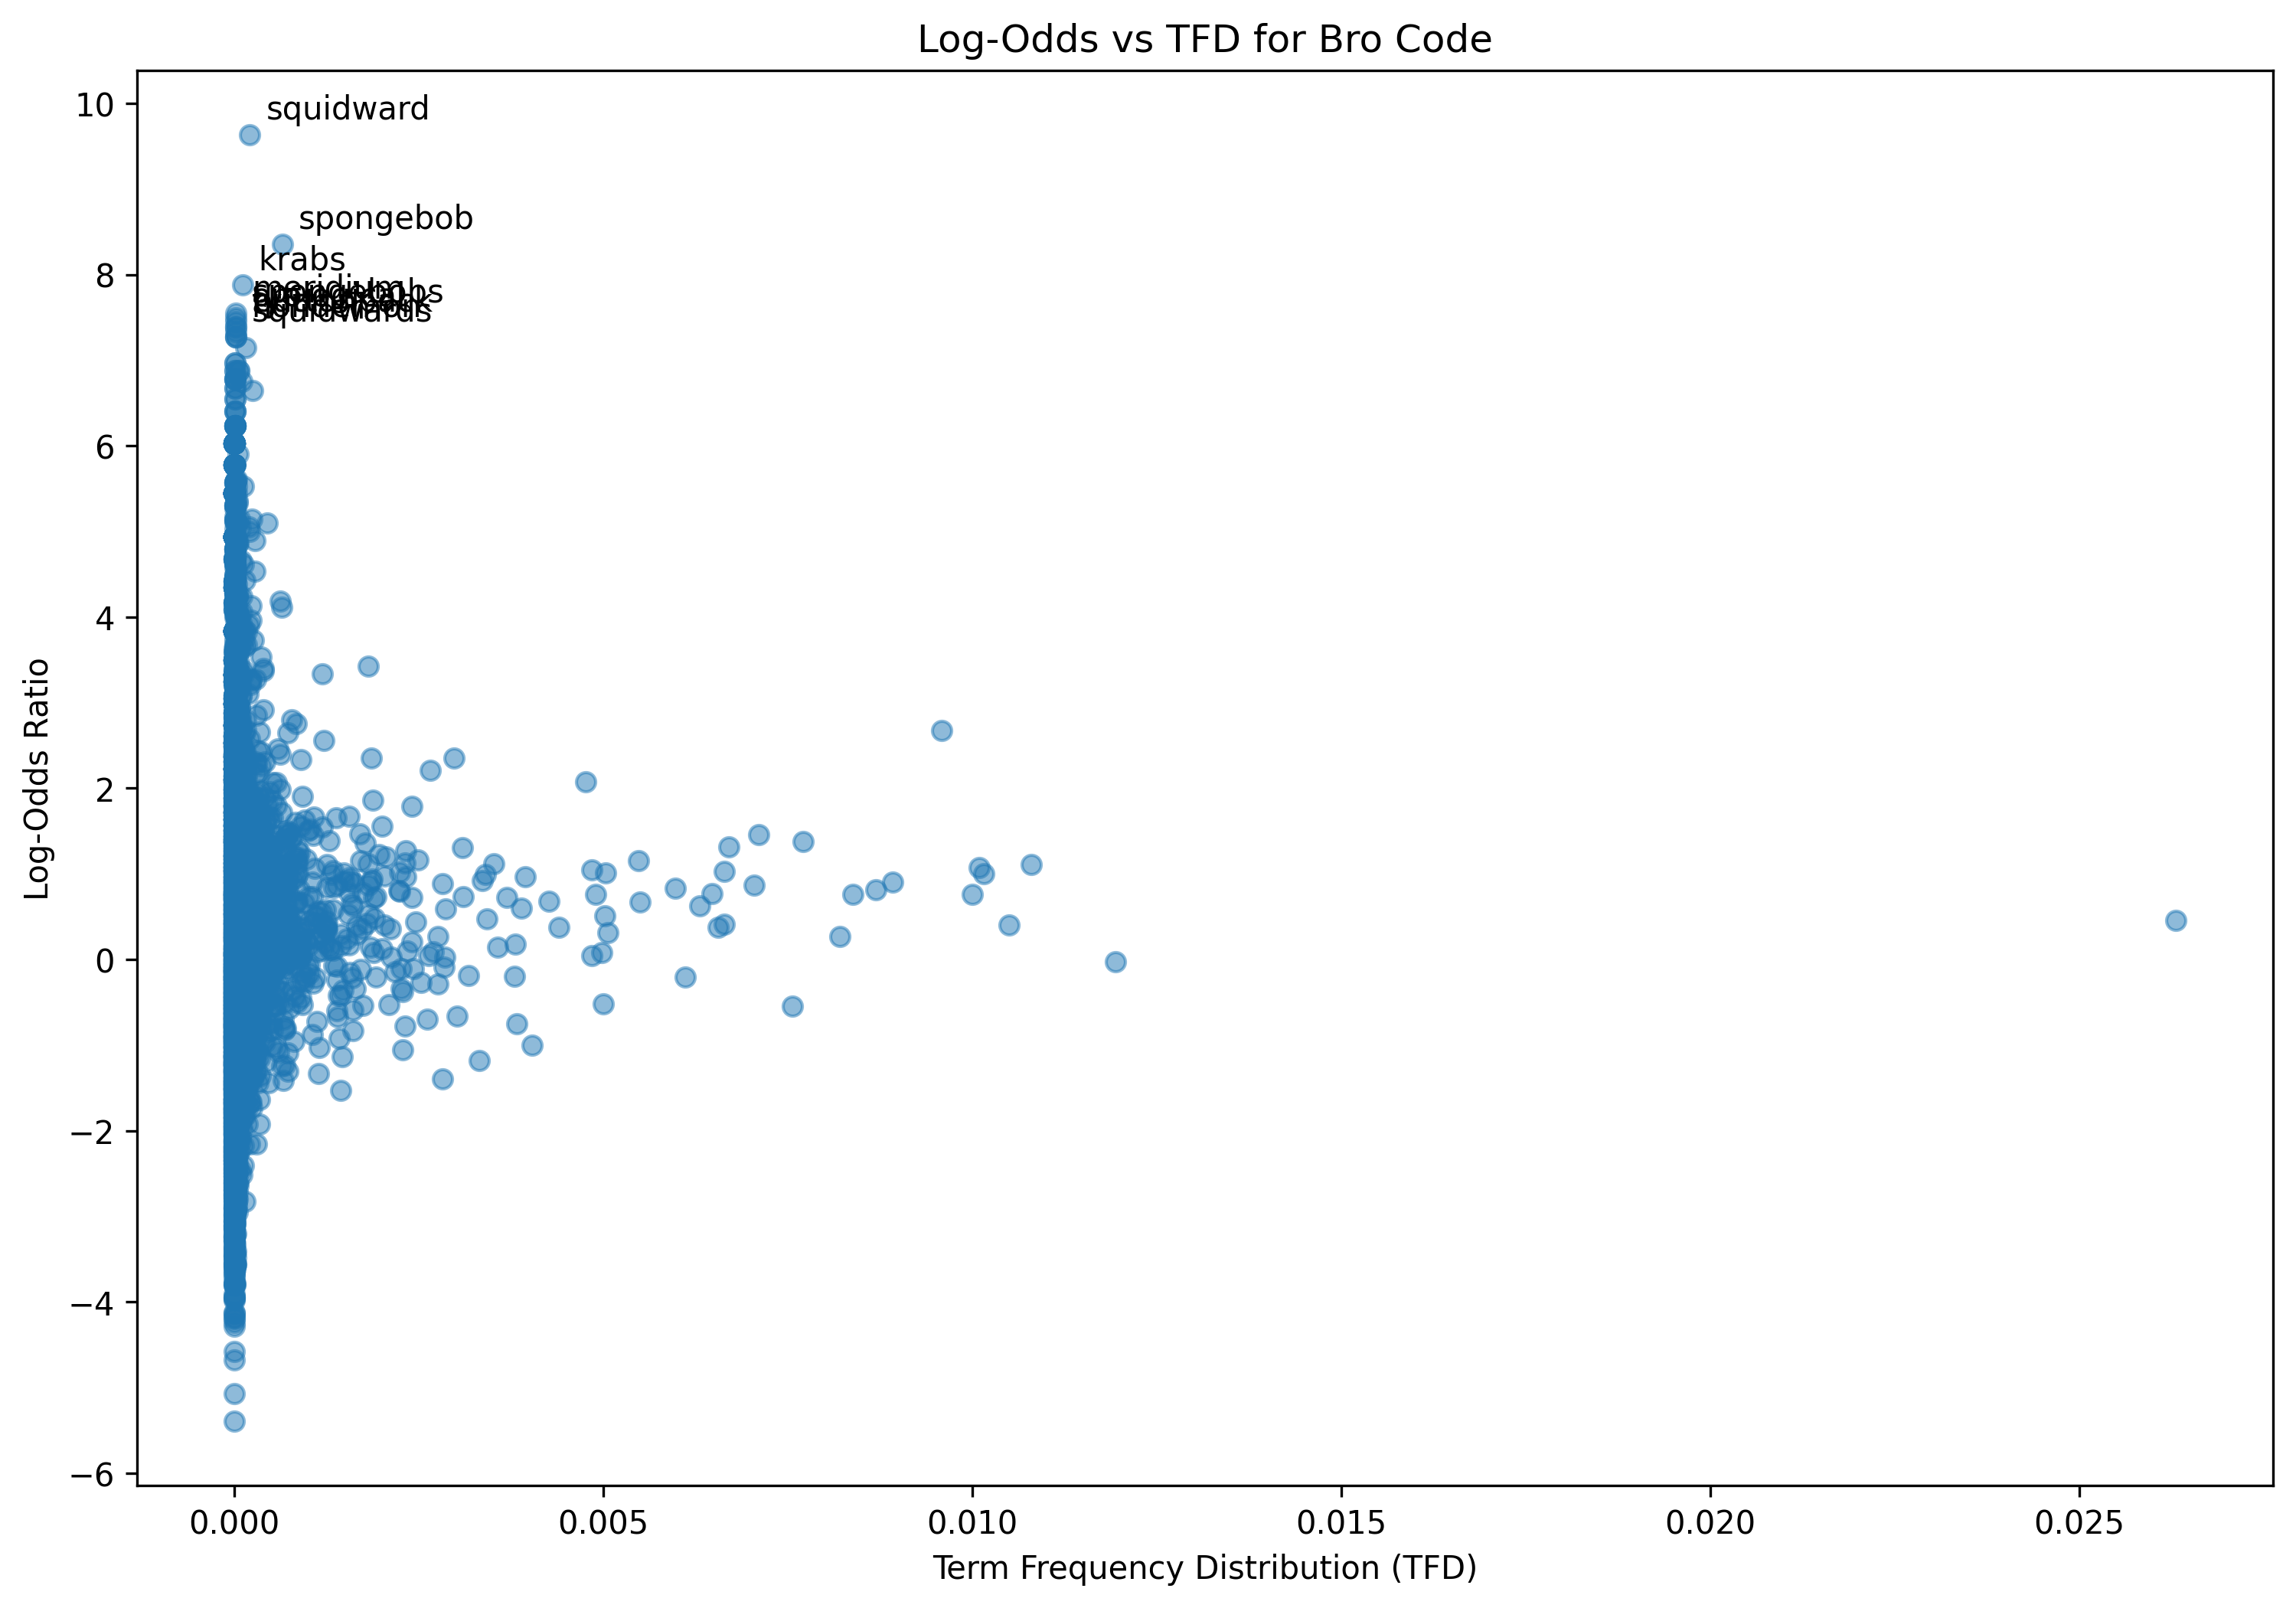 Log-Odds vs TFD for Bro Code
10
squidward
spongebob
krabs
8
squidwards
6
4
2
0
−2
−4
−6
Log-Odds Ratio
0.000 0.005 0.010 0.015 0.020 0.025
Term Frequency Distribution (TFD)